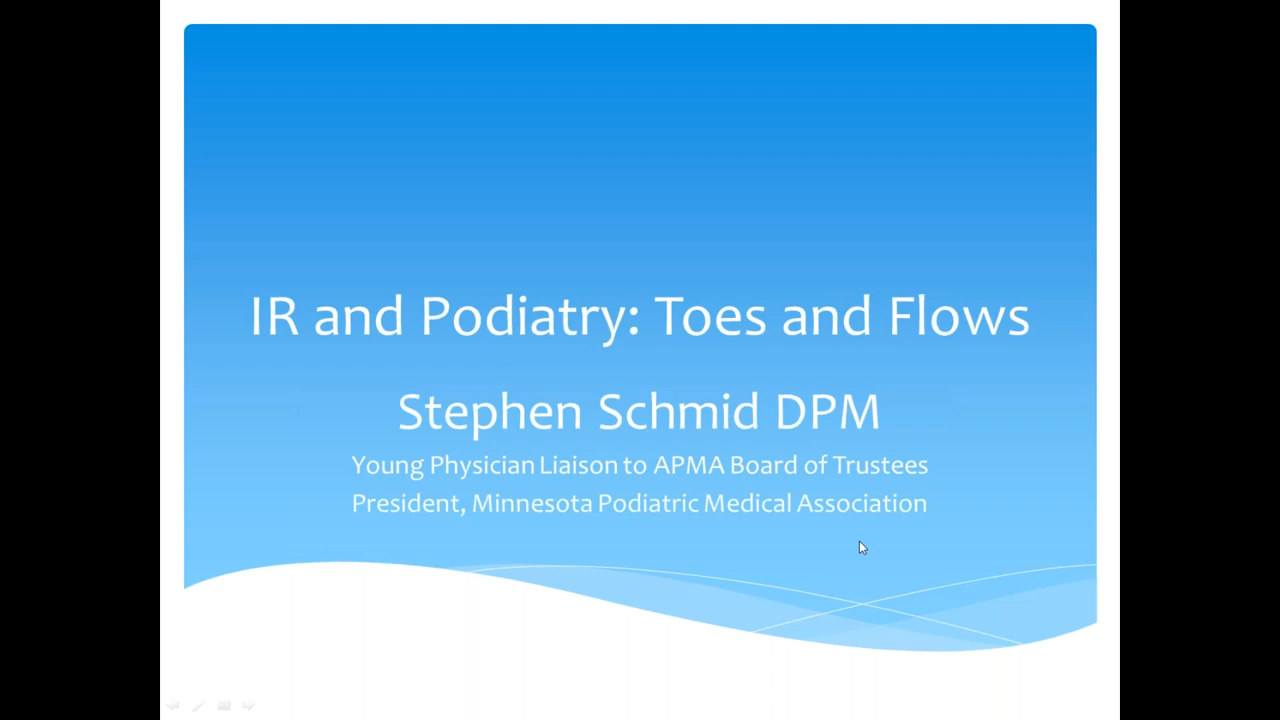 IR and Podiatry: Toes and Flows
Stephen Schmid DPM
Young Physician Liaison to APMA Board of Trustees
President, Minnesota Podiatric Medical Association